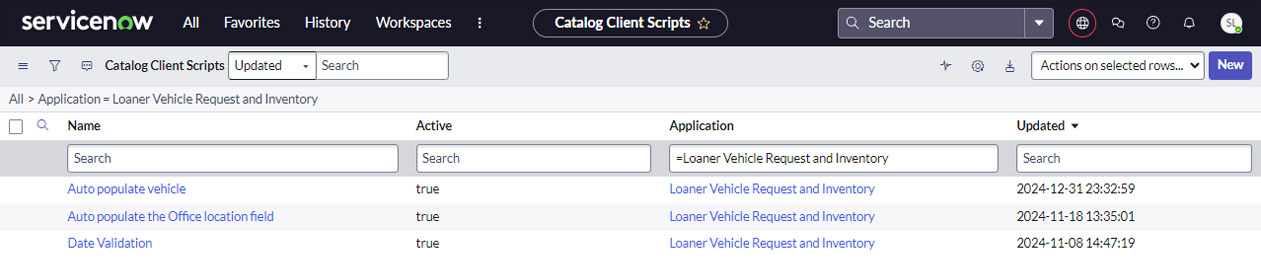 servicenow All Favorites History Workspaces Catalog Client Scripts Search SL
Catalog Client Scripts Updated Search Actions on selected rows... New
All > Application = Loaner Vehicle Request and Inventory
Name Active Application Updated
Search Search =Loaner Vehicle Request and Inventory Search
Auto populate vehicle true Loaner Vehicle Request and Inventory 2024-12-31 23:32:59
Auto populate the Office location field true Loaner Vehicle Request and Inventory 2024-11-18 13:35:01
Date Validation true Loaner Vehicle Request and Inventory 2024-11-08 14:47:19